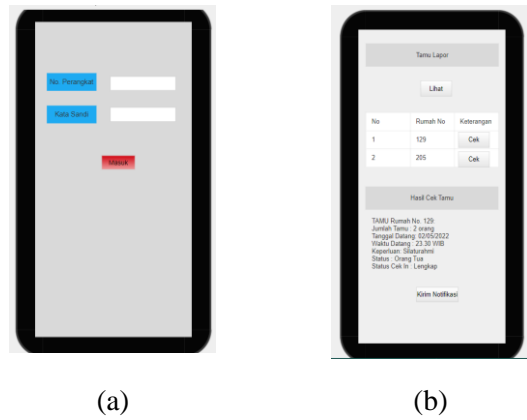 No. Perangkat
Kata Sandi
Masuk
Tamu Lapor
Lihat
No Rumah No Keterangan
1 129 Cek
2 205 Cek
Hasil Cek Tamu
TAMU Rumah No. 129
Jumlah Tamu : 2 orang
Tanggal Datang: 02/05/2022
Waktu Datang : 23.30 WIB
Keperluan: Silaturahmi
Status : Orang Tua
Status Cek In : Lengkap
Kirim Notifikasi
(a) (b)